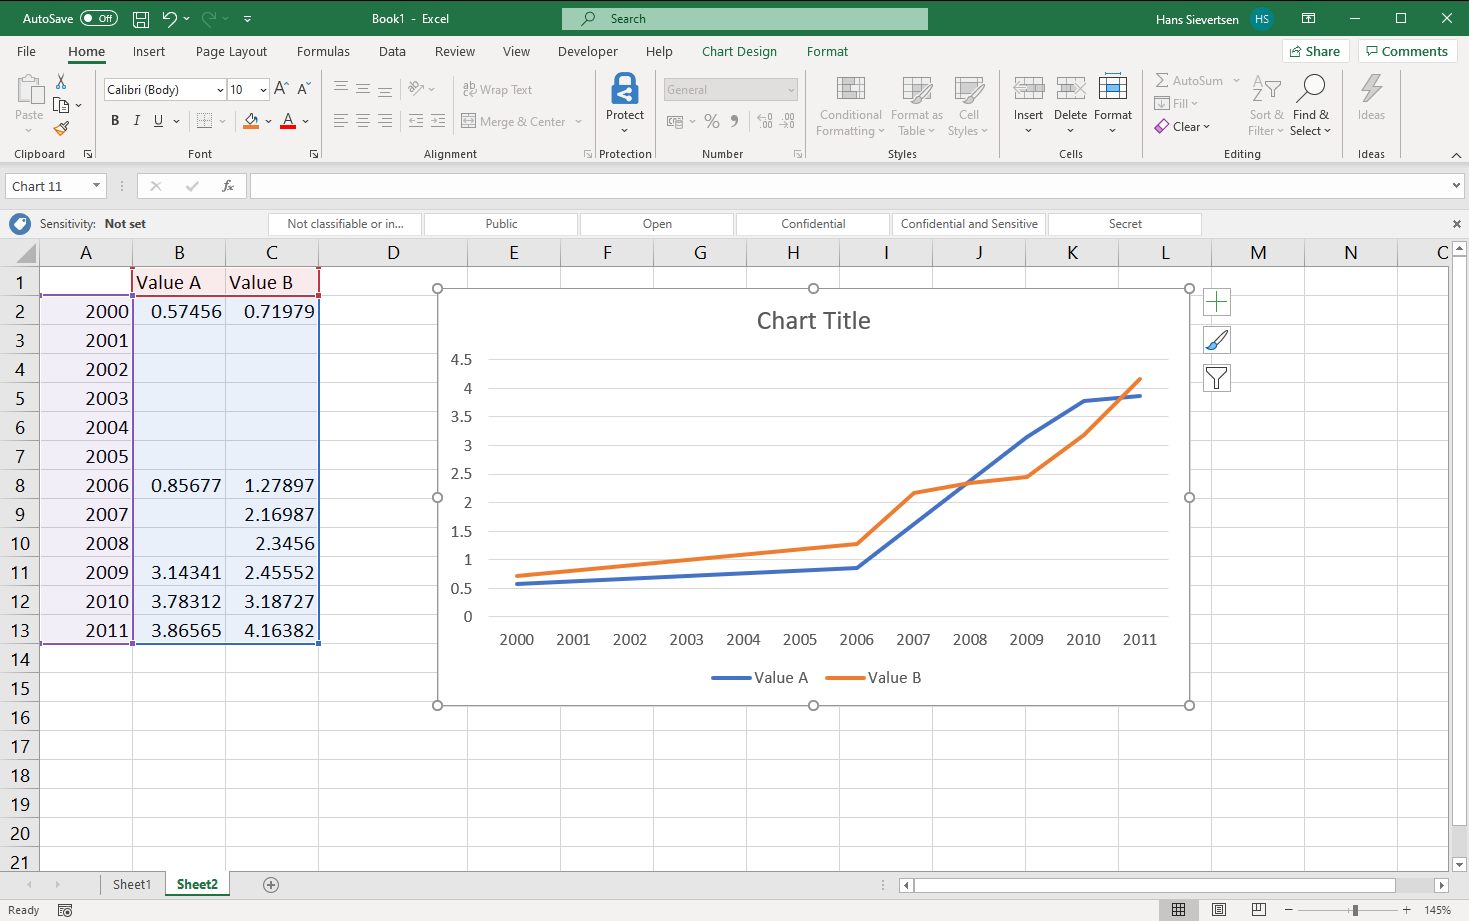 AutoSave Off Book1 - Excel Search Hans Sievertsen HS
File Home Insert Page Layout Formulas Data Review View Developer Help Chart Design Format Share Comments
Paste
Clipboard
Calibri (Body) 10 A A
B I U A
Font
ab Wrap Text
Merge & Center
Alignment
Protect
Protection
General
% 9 .00 .00
Number
Conditional Formatting
Format as Table
Cell Styles
Styles
Insert Delete Format
Cells
AutoSum
Fill
Clear
Sort & Filter
Find & Select
Editing
Ideas
Ideas
Chart 11 fx
Sensitivity: Not set Not classifiable or in... Public Open Confidential Confidential and Sensitive Secret
A B C D E F G H I J K L M N
1 Value A Value B
2 2000 0.57456 0.71979
3 2001
4 2002
5 2003
6 2004
7 2005
8 2006 0.85677 1.27897
9 2007 2.16987
10 2008 2.3456
11 2009 3.14341 2.45552
12 2010 3.78312 3.18727
13 2011 3.86565 4.16382
14
15
16
17
18
19
20
21
Chart Title
4.5
4
3.5
3
2.5
2
1.5
1
0.5
0
2000 2001 2002 2003 2004 2005 2006 2007 2008 2009 2010 2011
Value A Value B
Sheet1 Sheet2
Ready 145%